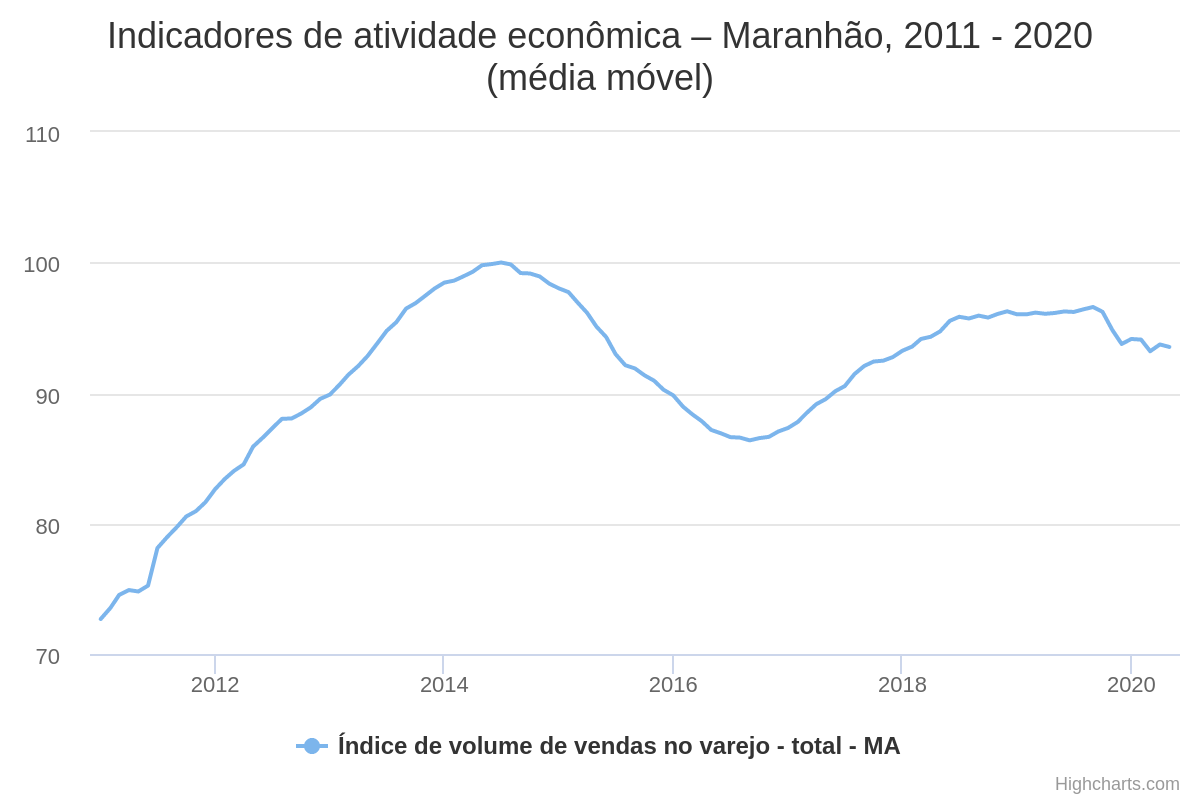 Indicadores de atividade econômica – Maranhão, 2011 - 2020
(média móvel)
110
100
90
80
70
2012 2014 2016 2018 2020
Índice de volume de vendas no varejo - total - MA
Highcharts.com